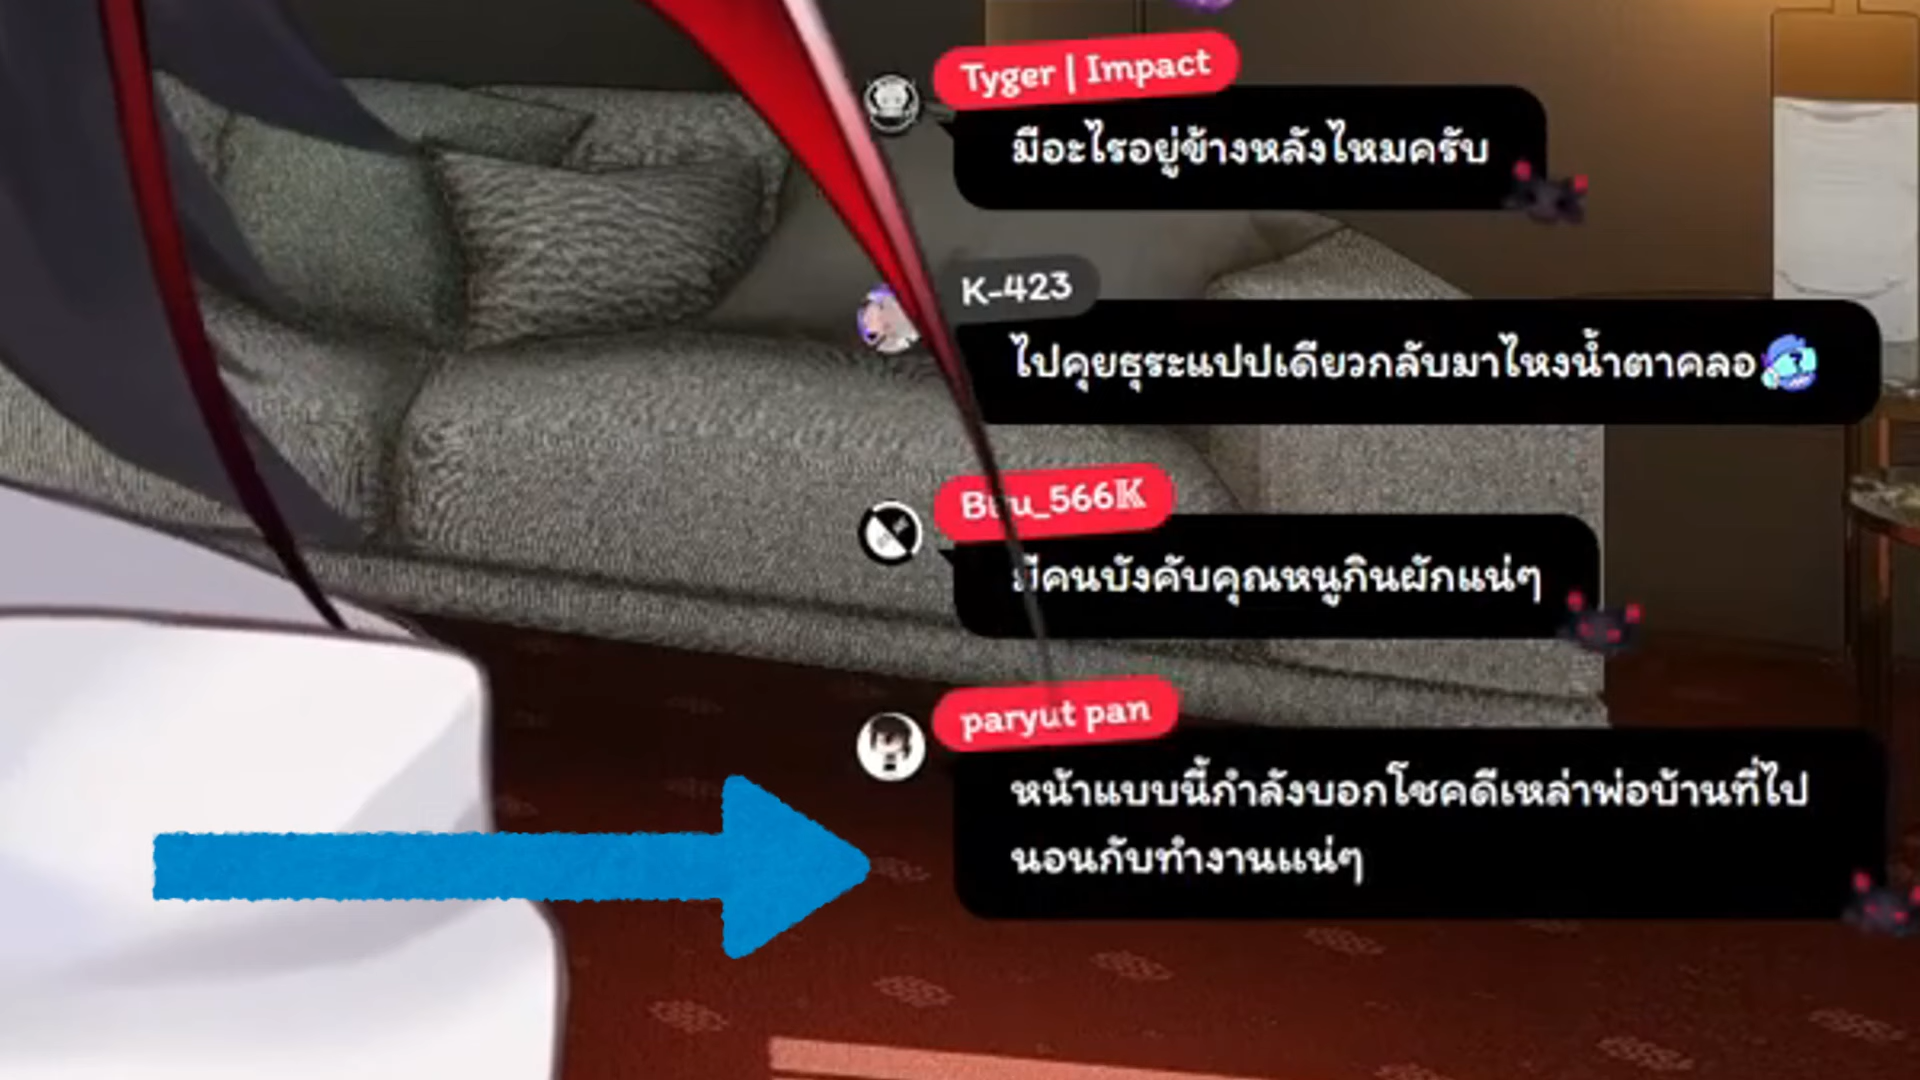 Tyger | Impact
มีอะไรอยู่ข้างหลังไหมครับ
K-423
ไปคุยธุระแปปเดียวกลับมาไหงน้ำตาคลอ
มีคนบังคับคุณหนูกินผักแน่ๆ
paryut pan
หน้าแบบนี้กำลังบอกโชคดีเหล่าพ่อบ้านที่ไป
นอนกับทำงานแน่ๆ